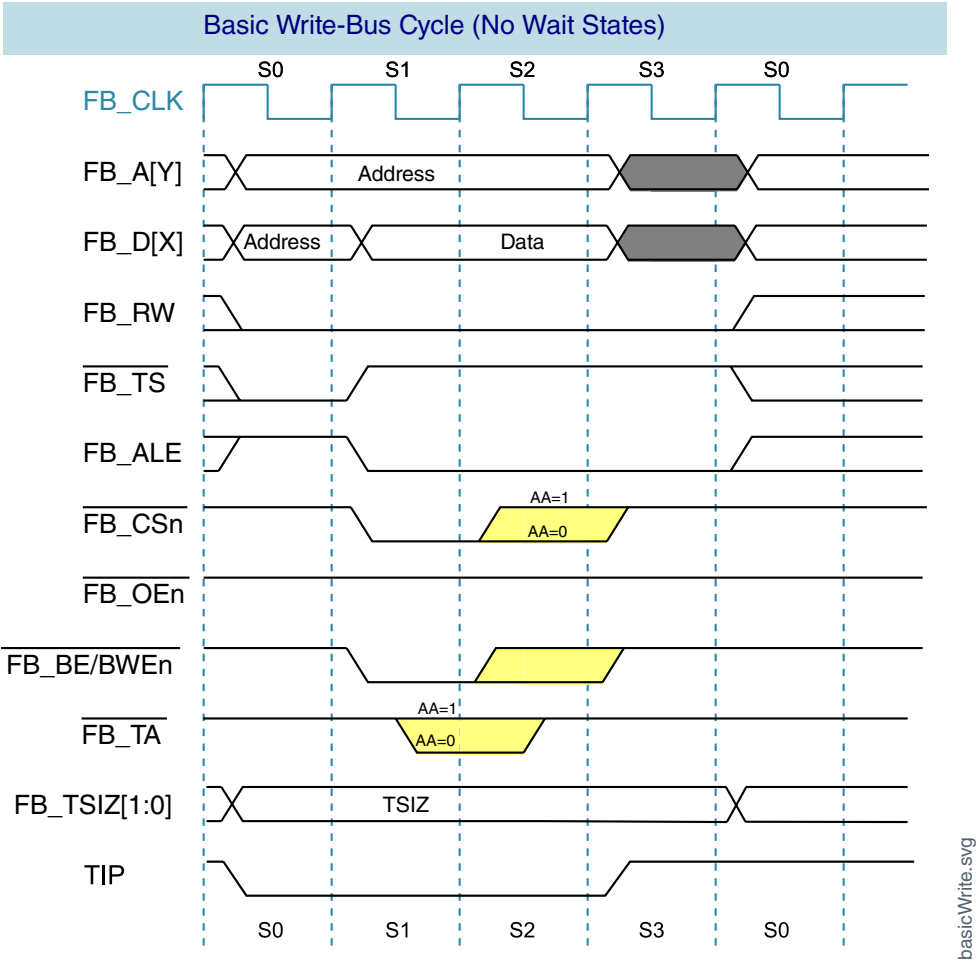 Basic Write-Bus Cycle (No Wait States)
S0 S1 S2 S3 S0
FB_CLK
FB_A[Y] Address
FB_D[X] Address Data
FB_RW
FB_TS
FB_ALE
AA=1
FB_CSn AA=0
FB_OEn
FB_BE/BWEn
AA=1
FB_TA AA=0
FB_TSIZ[1:0] TSIZ
TIP
S0 S1 S2 S3 S0
basicWrite.svg